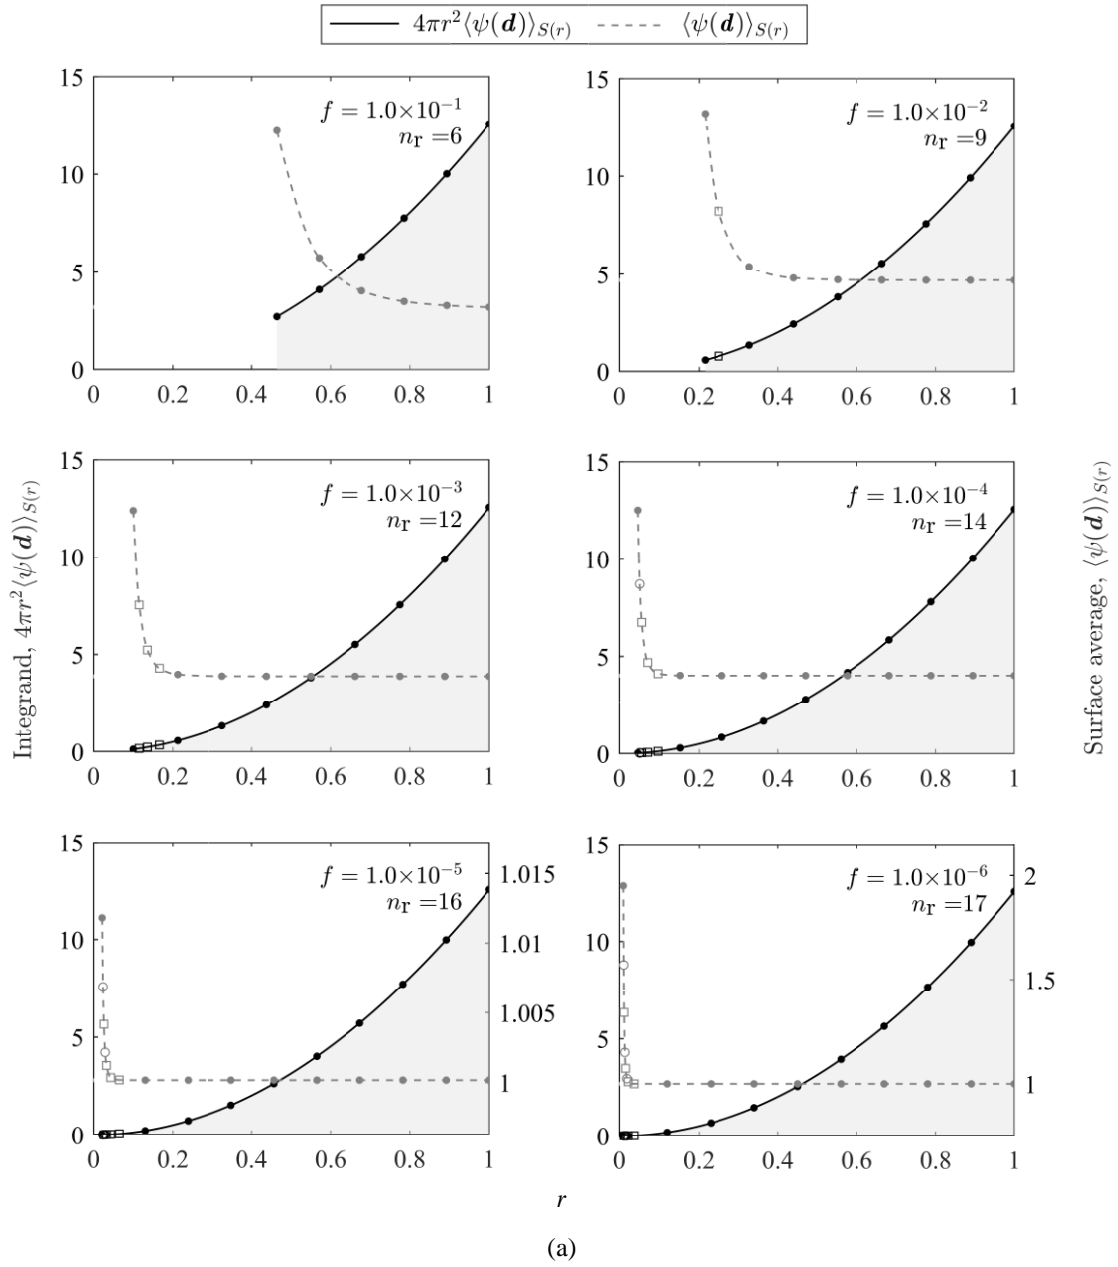 4πr²⟨ψ(d)⟩S(r) ⟨ψ(d)⟩S(r)
15
10
5
0
f = 1.0×10⁻¹
nr =6
0 0.2 0.4 0.6 0.8 1
15
10
5
0
f = 1.0×10⁻²
nr =9
0 0.2 0.4 0.6 0.8 1
Integrand, 4πr²⟨ψ(d)⟩S(r)
15
10
5
0
f = 1.0×10⁻³
nr =12
0 0.2 0.4 0.6 0.8 1
15
10
5
0
f = 1.0×10⁻⁴
nr =14
0 0.2 0.4 0.6 0.8 1
Surface average, ⟨ψ(d)⟩S(r)
15
10
5
0
f = 1.0×10⁻⁵
nr =16
1.015
1.01
1.005
1
0 0.2 0.4 0.6 0.8 1
15
10
5
0
f = 1.0×10⁻⁶
nr =17
2
1.5
1
0 0.2 0.4 0.6 0.8 1
r
(a)